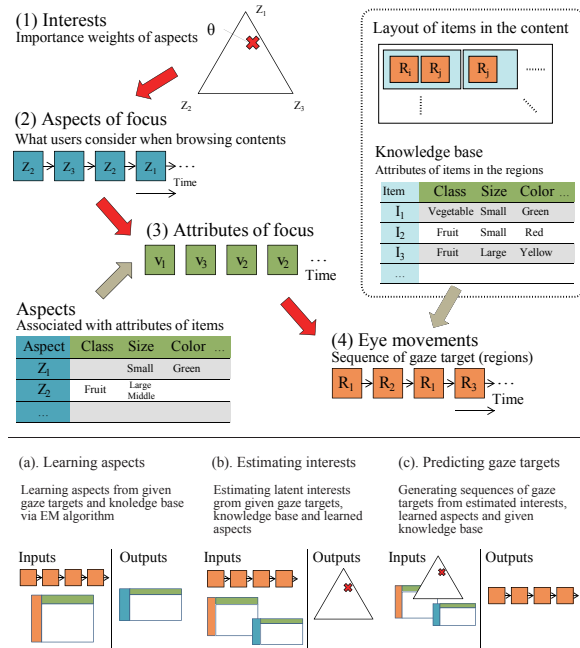 (1) Interests
Importance weights of aspects
θ
Z1
Z2
Z3
Layout of items in the content
Ri
Rj
Rj
(2) Aspects of focus
What users consider when browsing contents
Z2
Z3
Z2
Z1
Time
Knowledge base
Attributes of items in the regions
Item Class Size Color ...
I1 Vegetable Small Green
I2 Fruit Small Red
I3 Fruit Large Yellow
...
(3) Attributes of focus
v1
v3
v2
v2
Time
Aspects
Associated with attributes of items
Aspect Class Size Color ...
Z1 Small Green
Z2 Fruit Large
Middle
...
(4) Eye movements
Sequence of gaze target (regions)
R1
R2
R1
R3
Time
(a). Learning aspects
Learning aspects from given
gaze targets and knoledge base
via EM algorithm
Inputs
Outputs
(b). Estimating interests
Estimating latent interests
grom given gaze targets,
knowledge base and learned
aspects
Inputs
Outputs
(c). Predicting gaze targets
Generating sequences of gaze
targets from estimated interests,
learned aspects and given
knowledge base
Inputs
Outputs